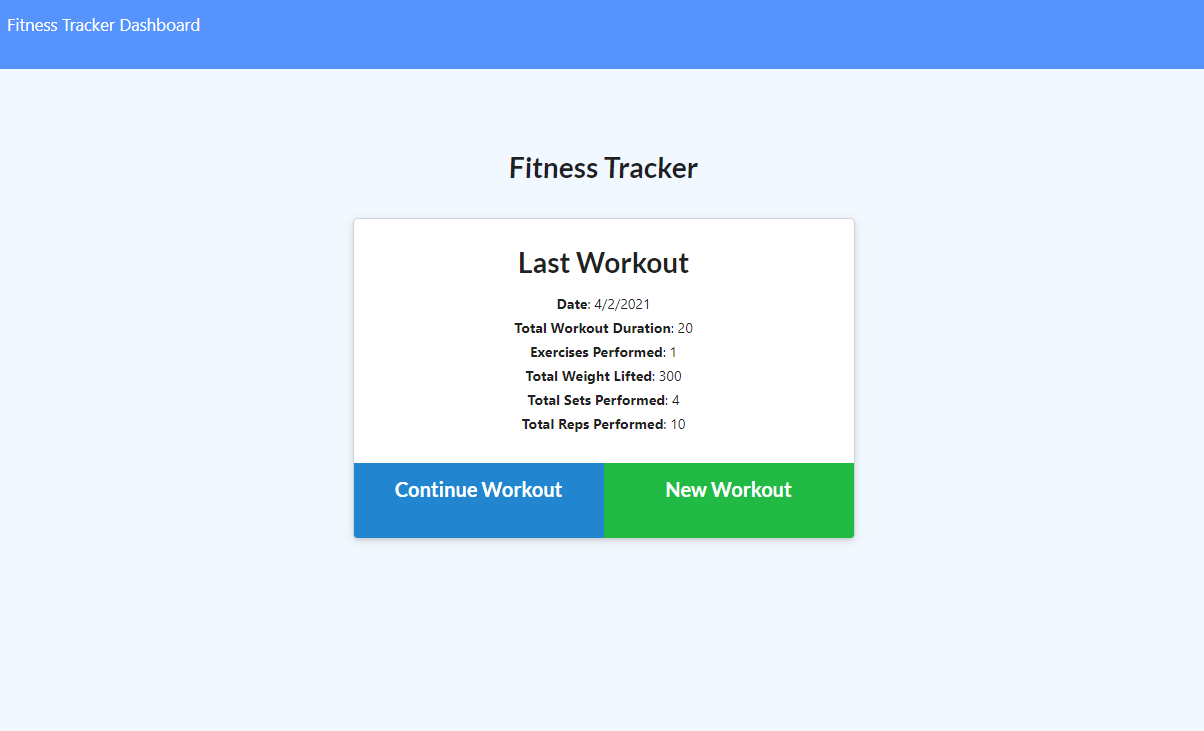 Fitness Tracker Dashboard
Fitness Tracker
Last Workout
Date: 4/2/2021
Total Workout Duration: 20
Exercises Performed: 1
Total Weight Lifted: 300
Total Sets Performed: 4
Total Reps Performed: 10
Continue Workout New Workout